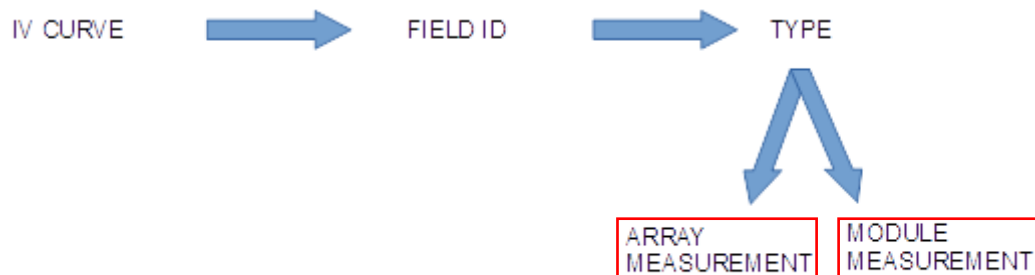 IV CURVE
FIELD ID
TYPE
ARRAY
MEASUREMENT
MODULE
MEASUREMENT